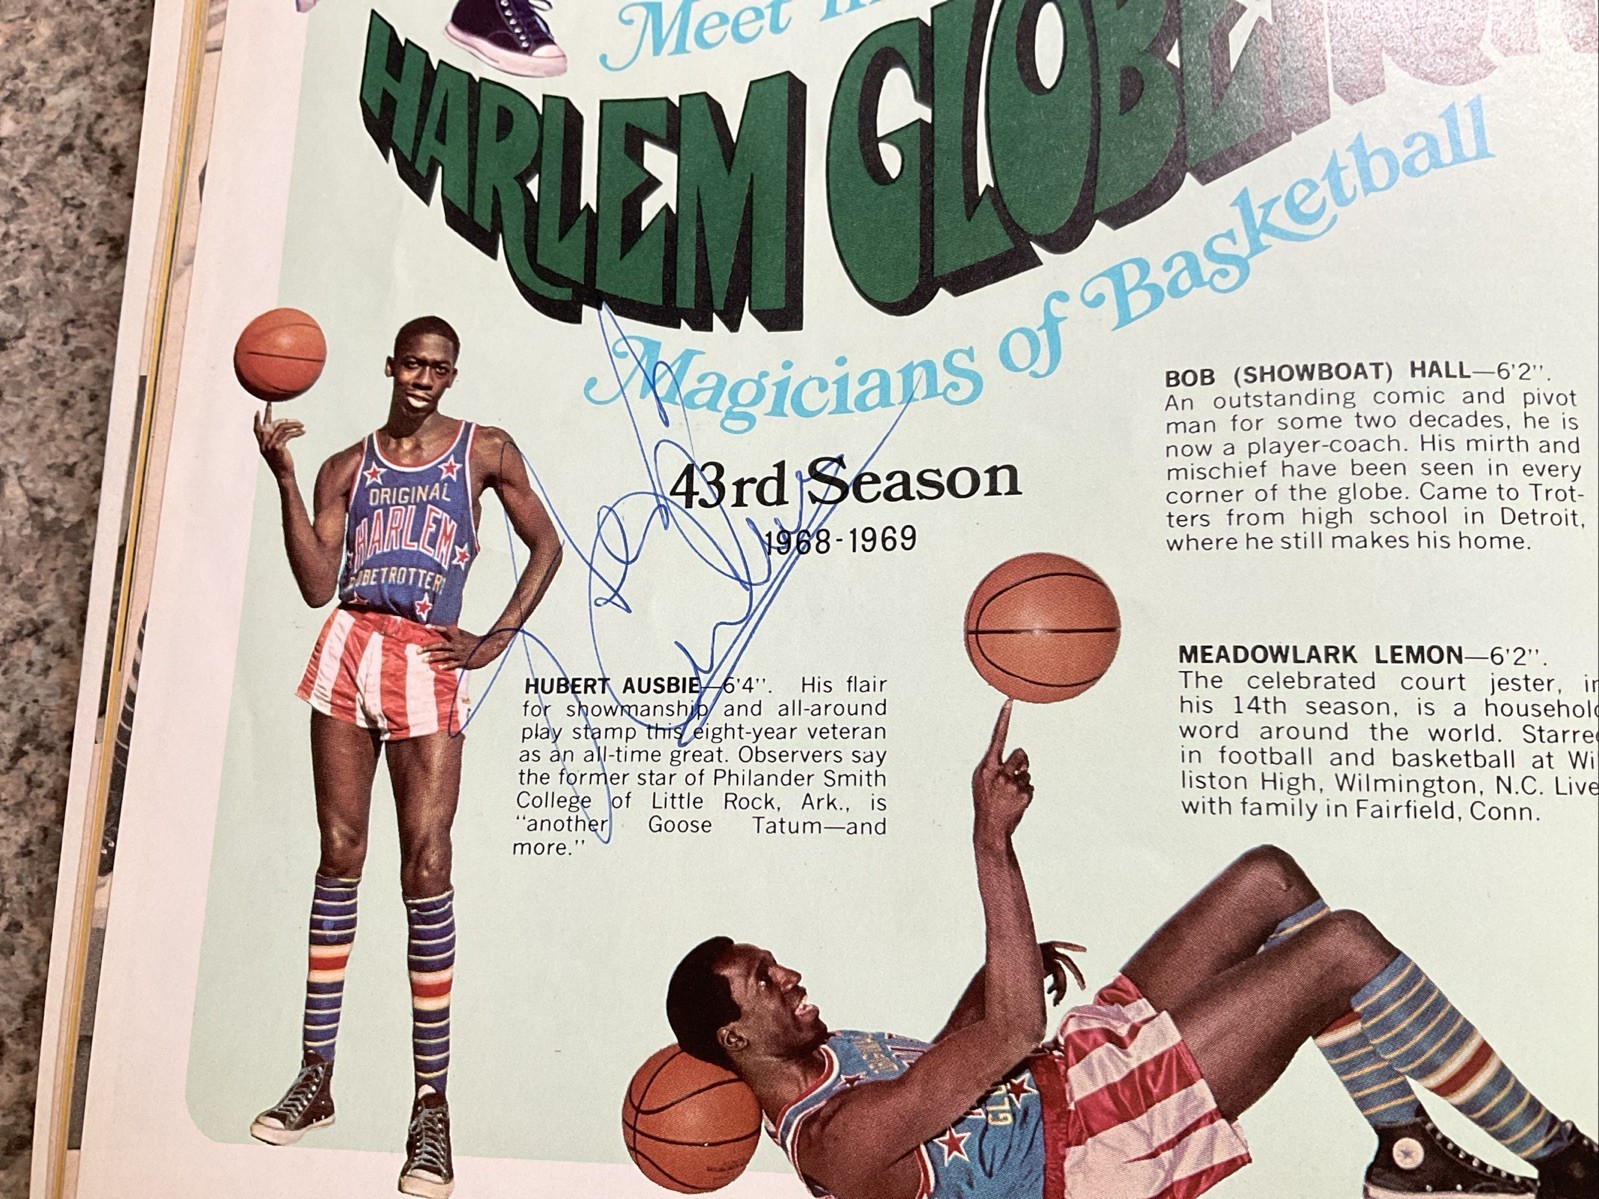 Meet
HARLEM
Magicians of Basketball
43rd Season
1968-1969
ORIGINAL
HARLEM
HUBERT AUSBIE—6'4''. His flair
for showmanship and all-around
play stamp this eight-year veteran
as an all-time great. Observers say
the former star of Philander Smith
College of Little Rock, Ark., is
"another Goose Tatum—and
more."
BOB (SHOWBOAT) HALL—6'2''.
An outstanding comic and pivot
man for some two decades, he is
now a player-coach. His mirth and
mischief have been seen in every
corner of the globe. Came to Trot-
ters from high school in Detroit,
where he still makes his home.
MEADOWLARK LEMON—6'2''.
The celebrated court jester, in
his 14th season, is a household
word around the world. Starred
in football and basketball at Wil
liston High, Wilmington, N.C. Live
with family in Fairfield, Conn.